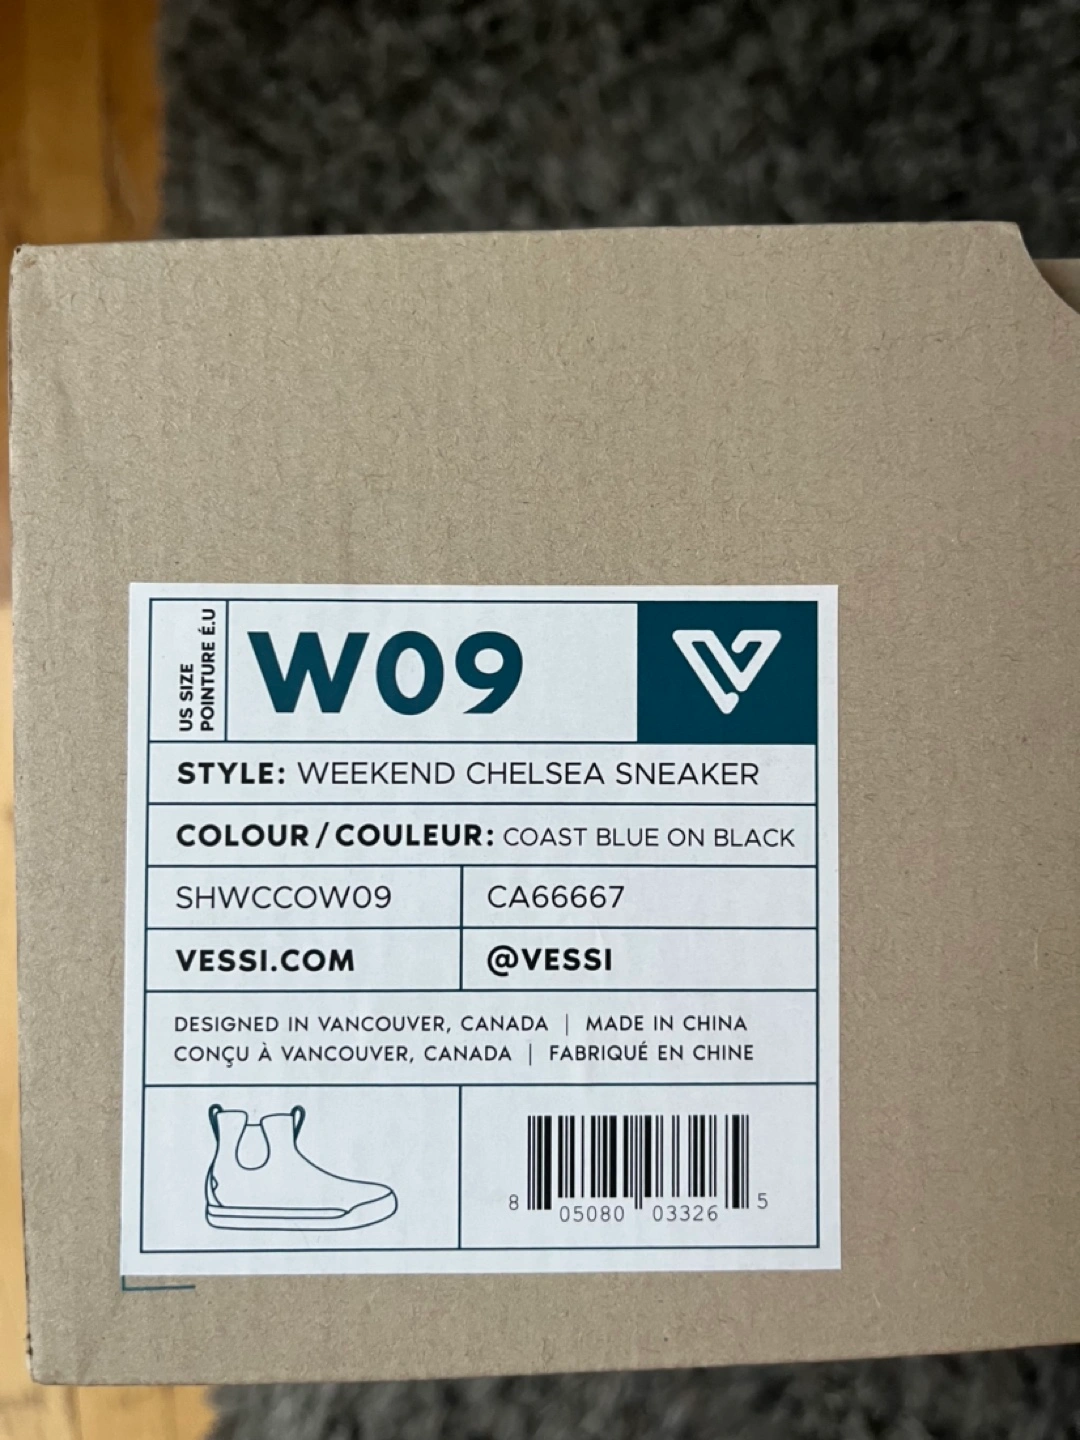 US SIZE
POINTURE É.U
W09
STYLE: WEEKEND CHELSEA SNEAKER
COLOUR / COULEUR: COAST BLUE ON BLACK
SHWCCOW09
CA66667
VESSI.COM
@VESSI
DESIGNED IN VANCOUVER, CANADA | MADE IN CHINA
CONÇU À VANCOUVER, CANADA | FABRIQUÉ EN CHINE
8 05080 03326 5